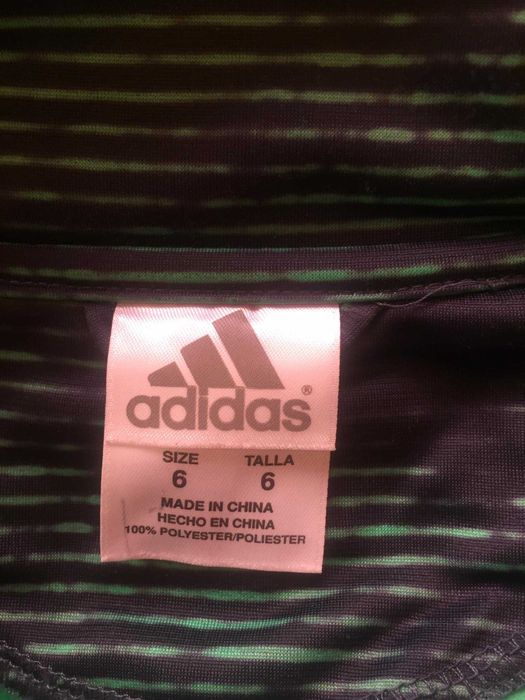 adidas®
SIZE TALLA
6 6
MADE IN CHINA
HECHO EN CHINA
100% POLYESTER/POLIESTER